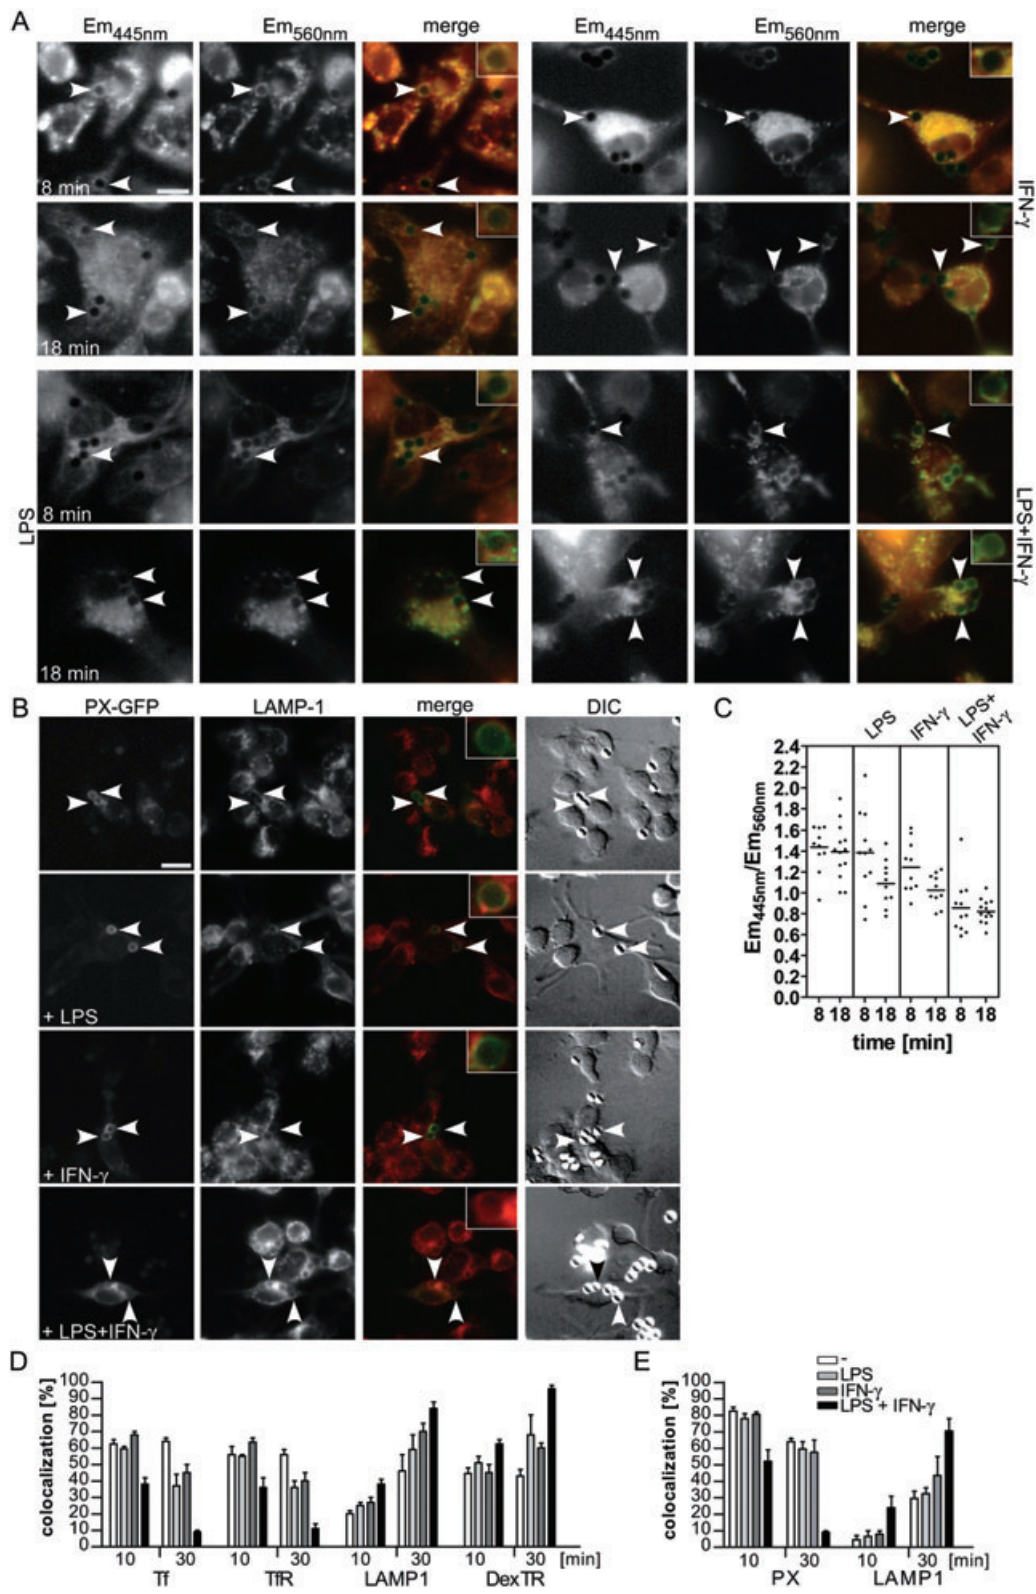 A
Em445nm Em560nm merge Em445nm Em560nm merge
8 min
IFN-γ
18 min
LPS
8 min
LPS+IFN-γ
18 min
B
PX-GFP LAMP-1 merge DIC
+ LPS
+ IFN-γ
+ LPS+IFN-γ
C
LPS IFN-γ LPS+ IFN-γ
Em445nm/Em560nm
2.4
2.2
2.0
1.8
1.6
1.4
1.2
1.0
0.8
0.6
0.4
0.2
0.0
8 18 8 18 8 18 8 18
time [min]
D
colocalization [%]
100
90
80
70
60
50
40
30
20
10
0
10 30 10 30 10 30 10 30 [min]
Tf TfR LAMP1 DexTR
E
-
LPS
IFN-γ
LPS + IFN-γ
colocalization [%]
100
90
80
70
60
50
40
30
20
10
0
10 30 10 30 [min]
PX LAMP1